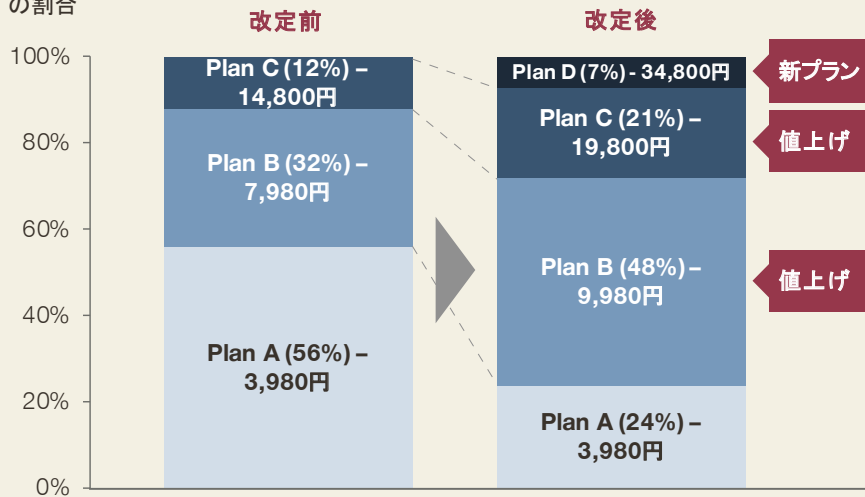 の割合
改定前
改定後
100%
80%
60%
40%
20%
0%
Plan C (12%) –
14,800円
Plan B (32%) –
7,980円
Plan A (56%) –
3,980円
Plan D (7%) - 34,800円
Plan C (21%) –
19,800円
Plan B (48%) –
9,980円
Plan A (24%) –
3,980円
新プラン
値上げ
値上げ